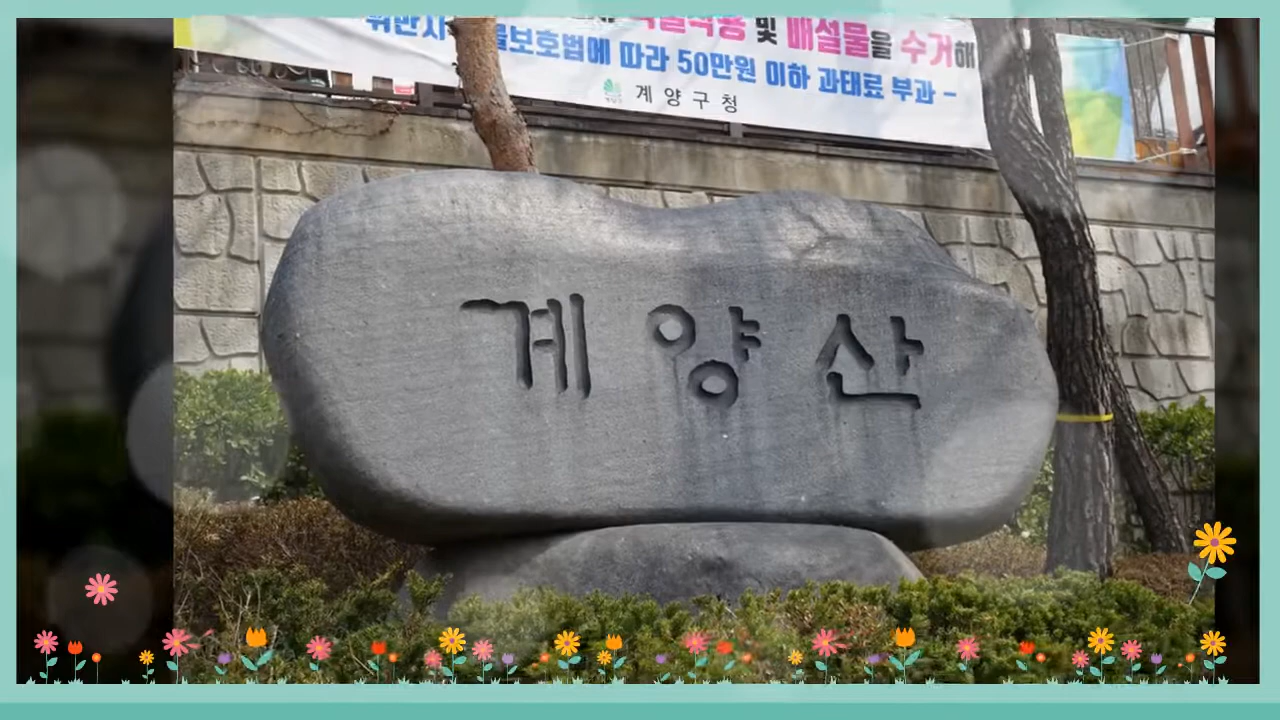 및 배설물을 수거해
물보호법에 따라 50만원 이하 과태료 부과 -
계양구청
계양산